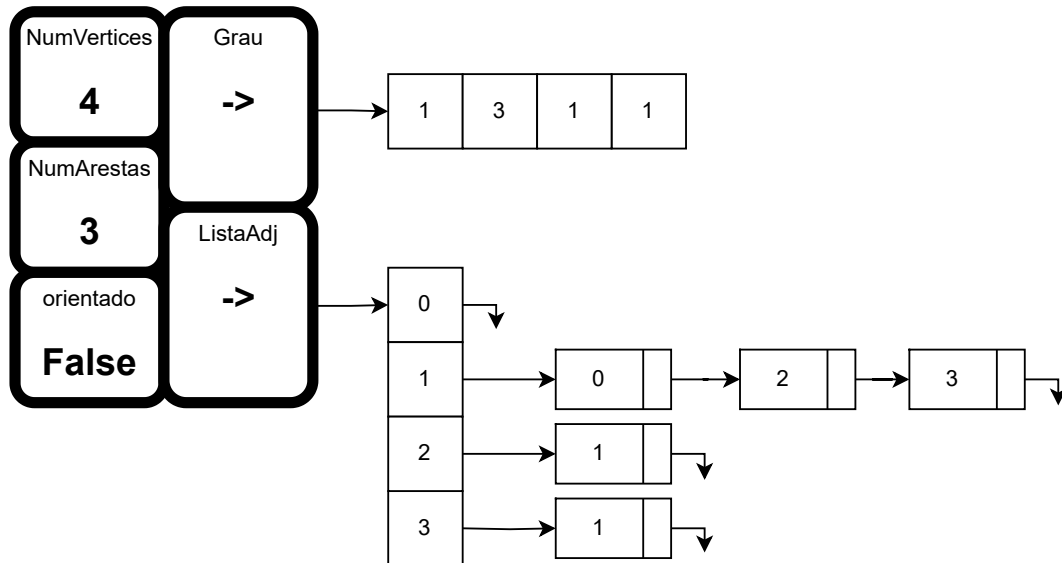 NumVertices
4
Grau
->
1 3 1 1
NumArestas
3
ListaAdj
->
orientado
False
0
1 0 2 3
2 1
3 1